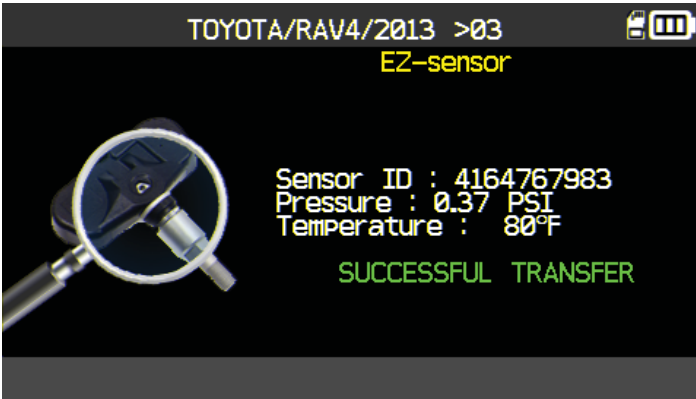 TOYOTA/RAV4/2013 >03
EZ-sensor
Sensor ID : 4164767983
Pressure : 0.37 PSI
Temperature : 80°F
SUCCESSFUL TRANSFER